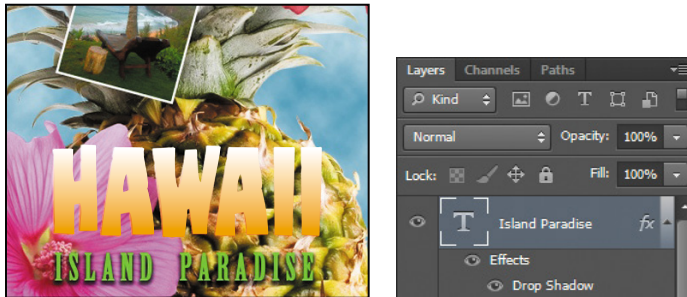 HAWAII
ISLAND PARADISE
Layers Channels Paths
Kind T
Normal Opacity: 100%
Lock: Fill: 100%
T Island Paradise fx
Effects
Drop Shadow